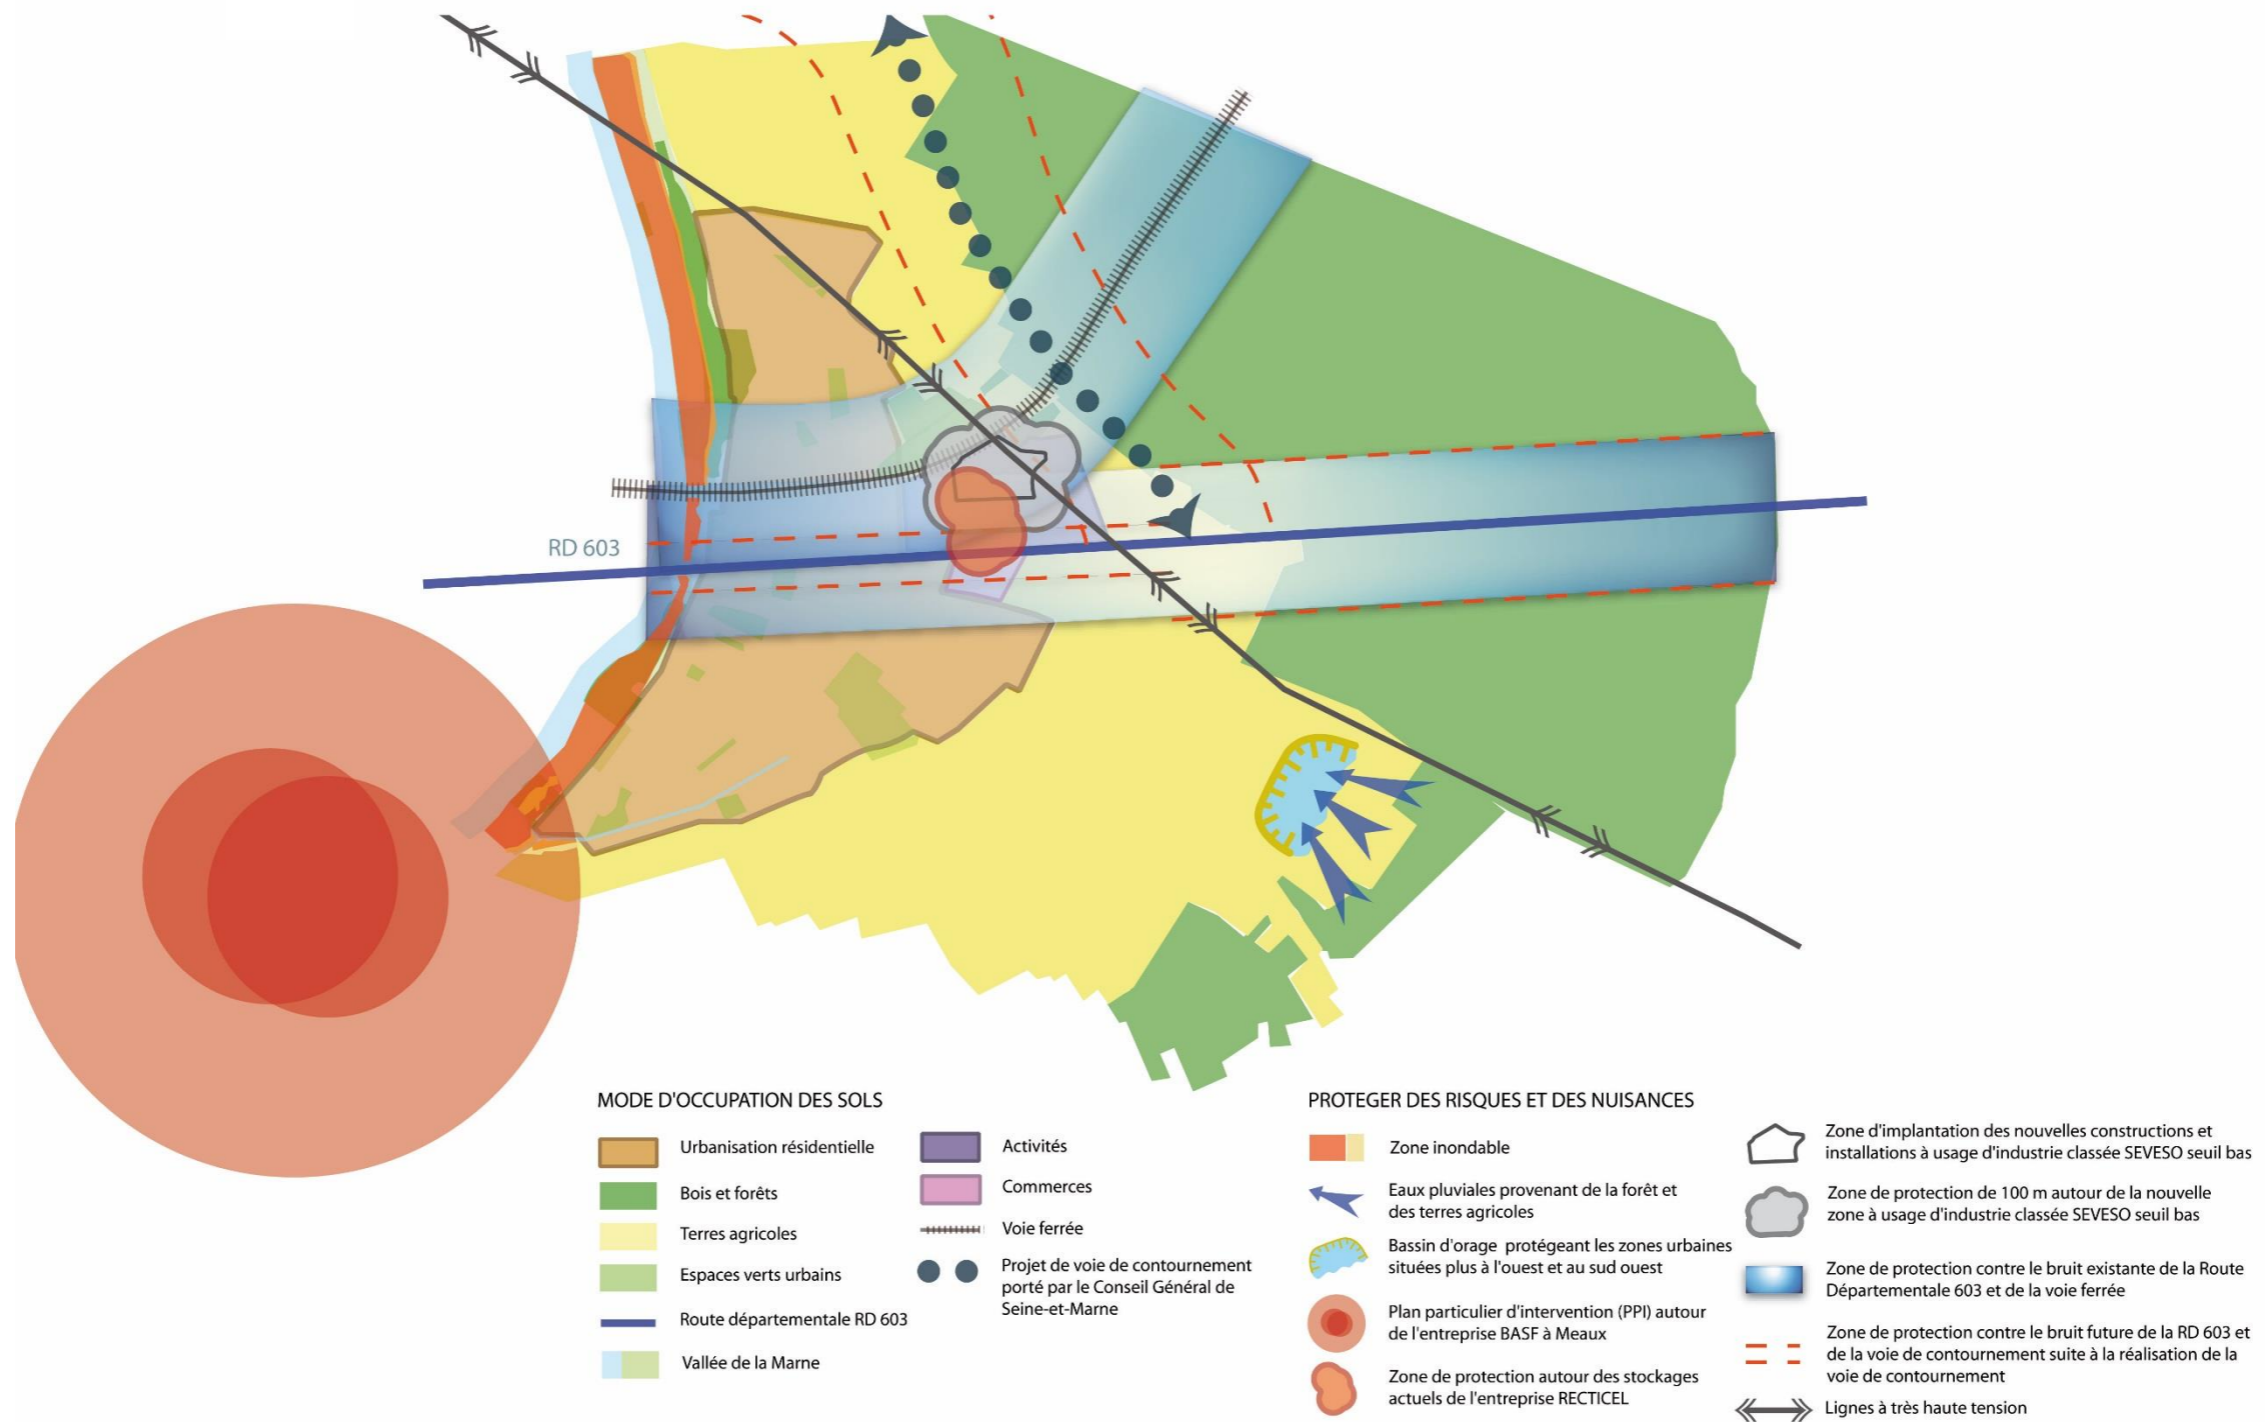 RD 603
MODE D'OCCUPATION DES SOLS
Urbanisation résidentielle
Bois et forêts
Terres agricoles
Espaces verts urbains
Route départementale RD 603
Vallée de la Marne
Activités
Commerces
Voie ferrée
Projet de voie de contournement
porté par le Conseil Général de
Seine-et-Marne
PROTEGER DES RISQUES ET DES NUISANCES
Zone inondable
Eaux pluviales provenant de la forêt et
des terres agricoles
Bassin d'orage protégeant les zones urbaines
situées plus à l'ouest et au sud ouest
Plan particulier d'intervention (PPI) autour
de l'entreprise BASF à Meaux
Zone de protection autour des stockages
actuels de l'entreprise RECTICEL
Zone d'implantation des nouvelles constructions et
installations à usage d'industrie classée SEVESO seuil bas
Zone de protection de 100 m autour de la nouvelle
zone à usage d'industrie classée SEVESO seuil bas
Zone de protection contre le bruit existante de la Route
Départementale 603 et de la voie ferrée
Zone de protection contre le bruit future de la RD 603 et
de la voie de contournement suite à la réalisation de la
voie de contournement
Lignes à très haute tension